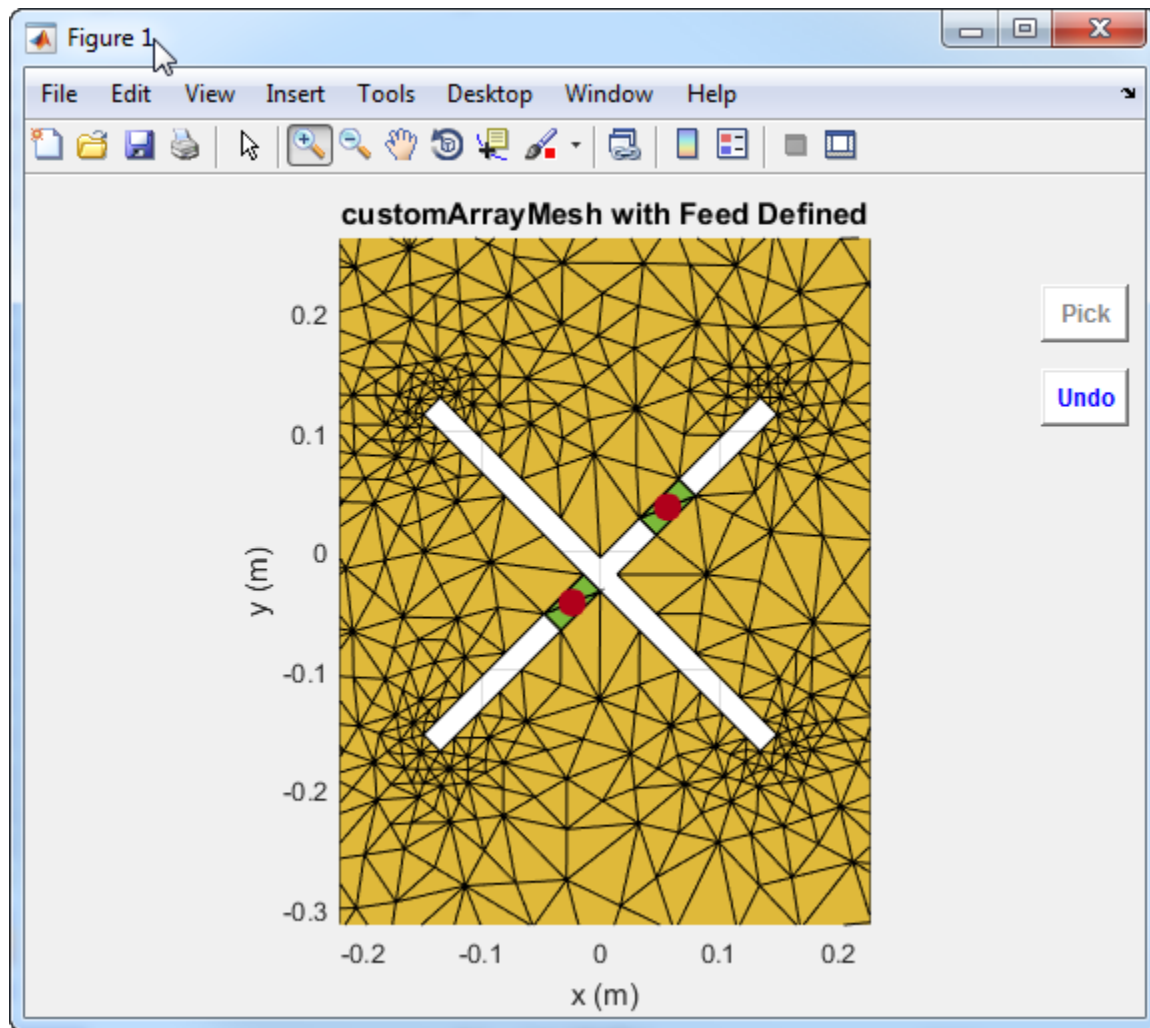 Figure 1
File Edit View Insert Tools Desktop Window Help
customArrayMesh with Feed Defined
0.2
0.1
0
-0.1
-0.2
-0.3
y (m)
-0.2 -0.1 0 0.1 0.2
x (m)
Pick
Undo